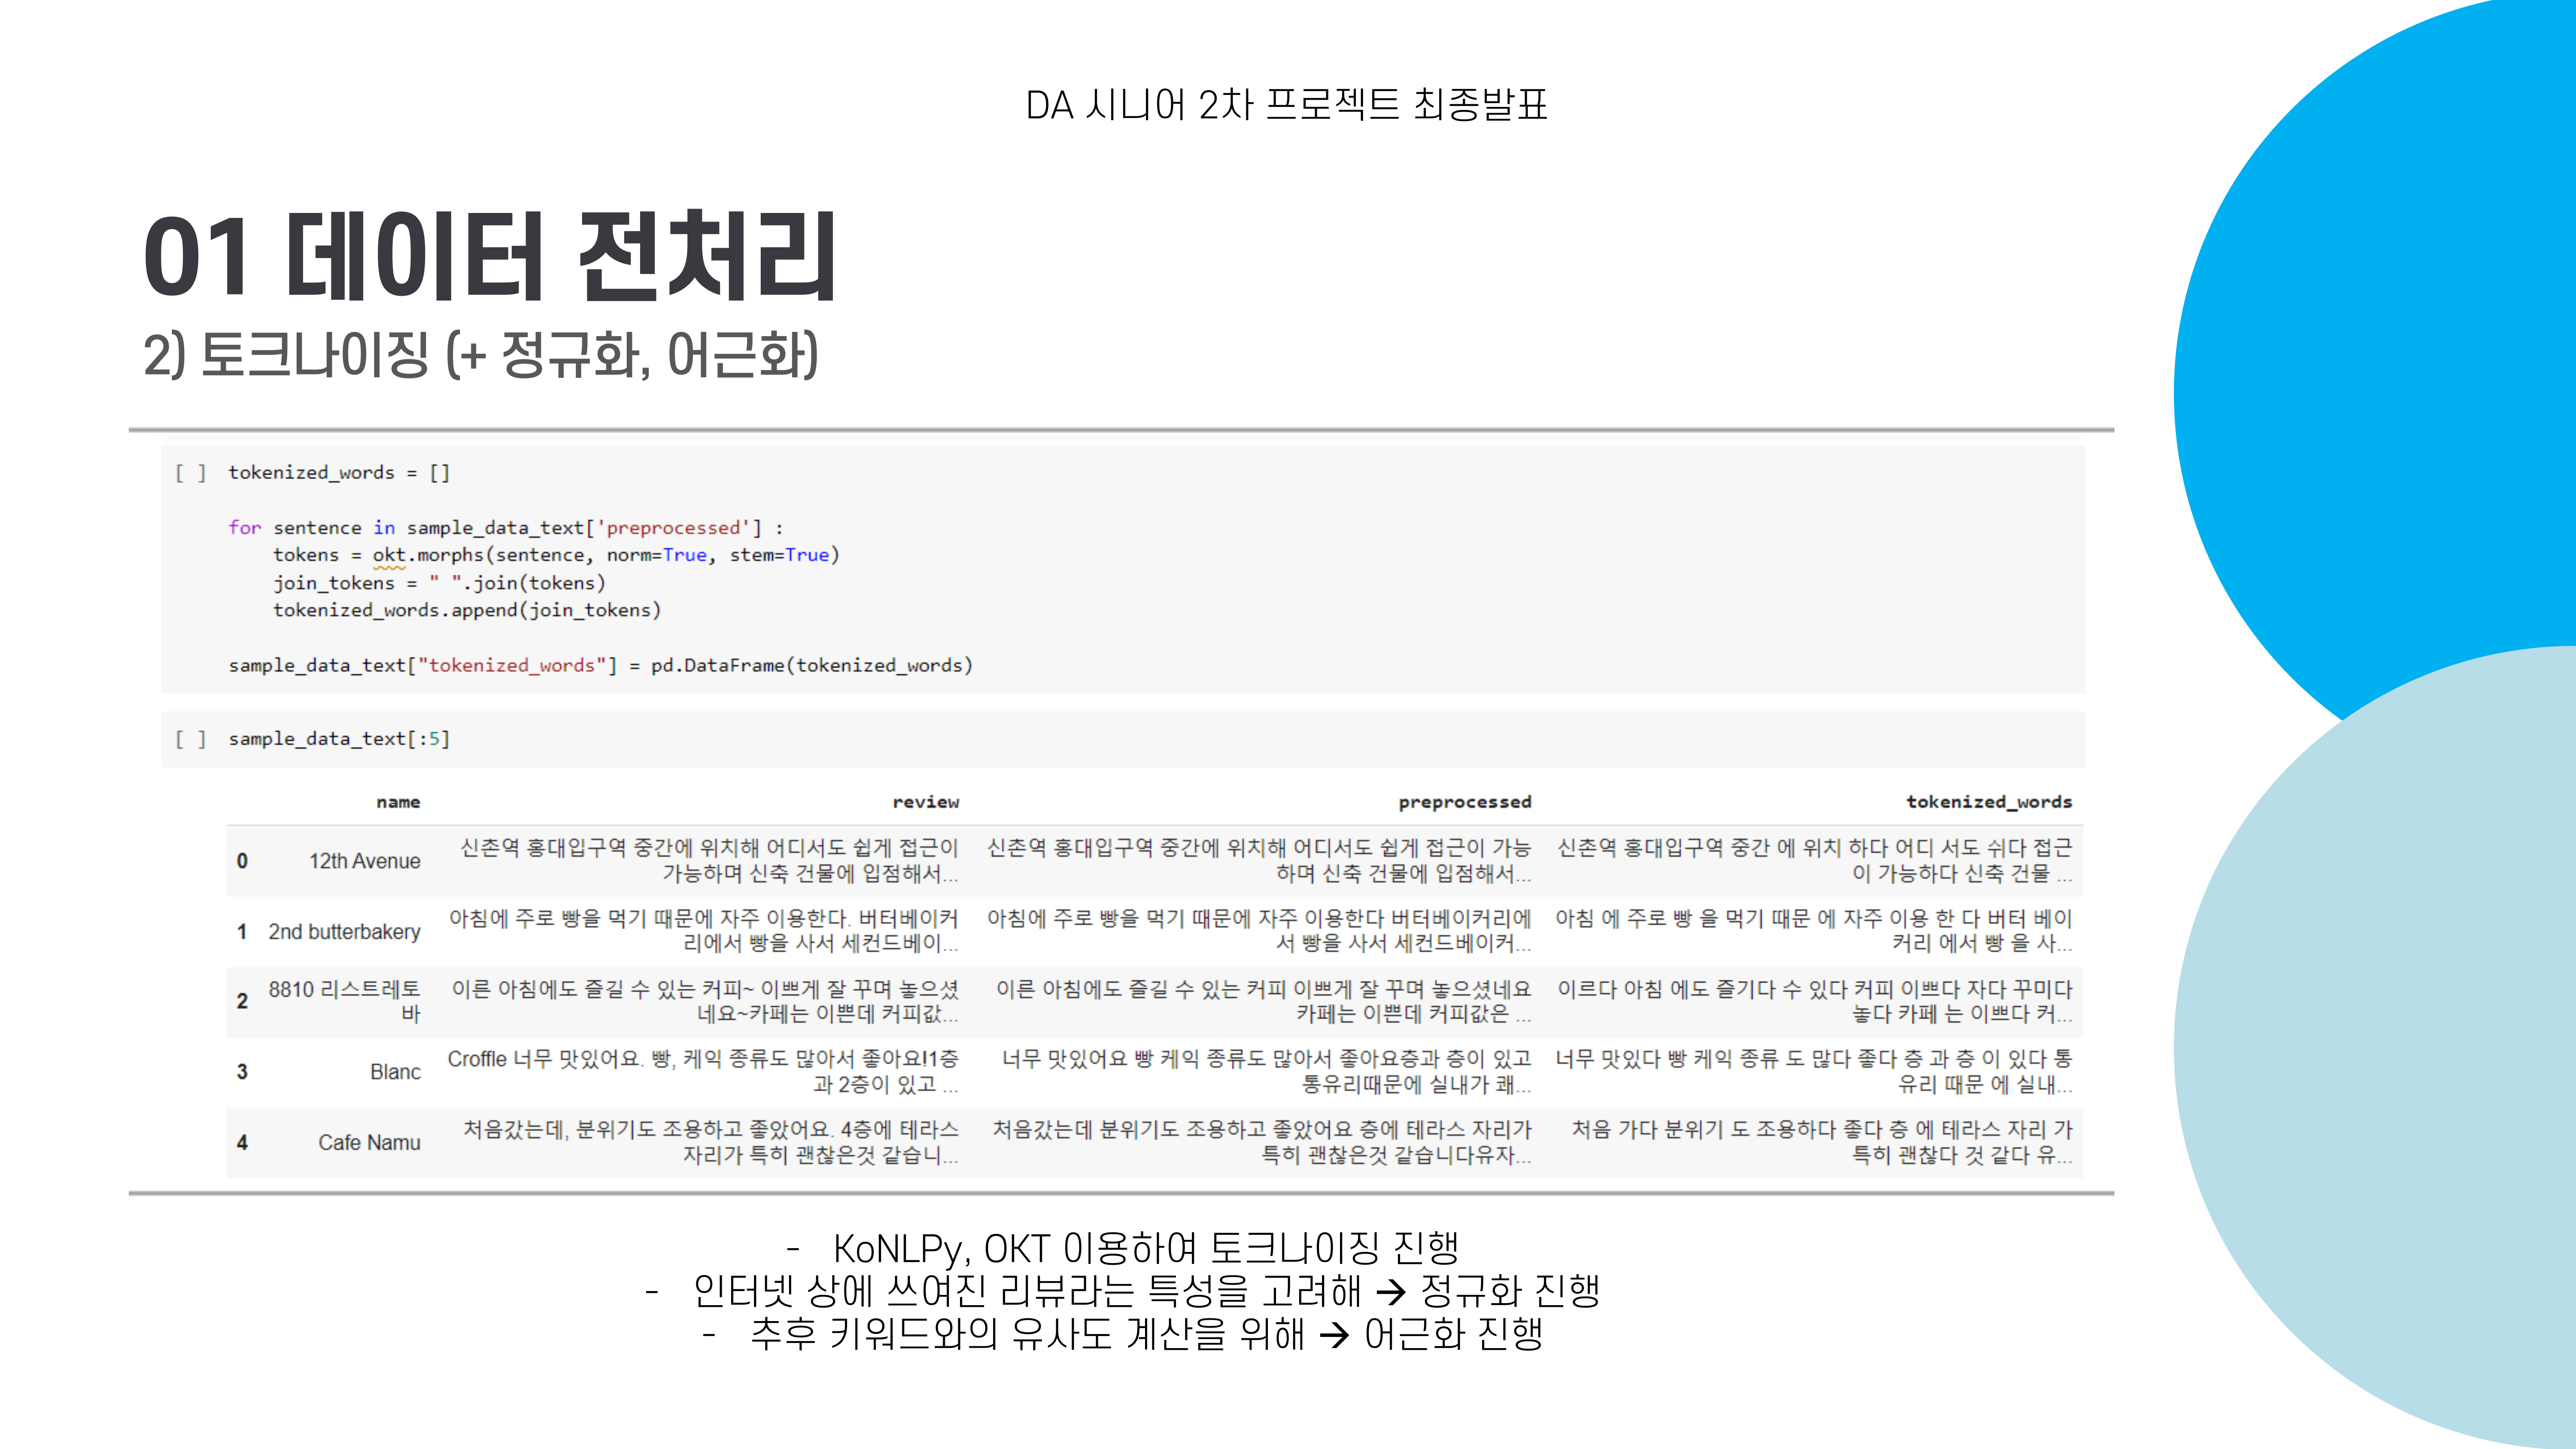 DA 시니어 2차 프로젝트 최종발표
01 데이터 전처리
2) 토크나이징 (+ 정규화, 어근화)
[ ] tokenized_words = []
for sentence in sample_data_text['preprocessed'] :
tokens = okt.morphs(sentence, norm=True, stem=True)
join_tokens = " ".join(tokens)
tokenized_words.append(join_tokens)
sample_data_text["tokenized_words"] = pd.DataFrame(tokenized_words)
[ ] sample_data_text[:5]
name review preprocessed tokenized_words
신촌역 홍대입구역 중간에 위치해 어디서도 쉽게 접근이 신촌역 홍대입구역 중간에 위치해 어디서도 쉽게 접근이 가능 신촌역 홍대입구역 중간 에 위치 하다 어디 서도 쉬다 접근
0 12th Avenue
가능하며 신축 건물에 입점해서... 하며 신축 건물에 입점해서... 이 가능하다 신축 건물 ...
아침에 주로 빵을 먹기 때문에 자주 이용한다. 버터베이커 아침에 주로 빵을 먹기 때문에 자주 이용한다 버터베이커리에 아침 에 주로 빵 을 먹기 때문 에 자주 이용 한 다 버터 베이
1 2nd butterbakery
리에서 빵을 사서 세컨드베이... 서 빵을 사서 세컨드베이커... 커리 에서 빵 을 사...
8810 리스트레토 이른 아침에도 즐길 수 있는 커피~ 이쁘게 잘 꾸며 놓으셨 이른 아침에도 즐길 수 있는 커피 이쁘게 잘 꾸며 놓으셨네요 이르다 아침 에도 즐기다 수 있다 커피 이쁘다 자다 꾸미다
2
바 네요~카페는 이쁜데 커피값... 카페는 이쁜데 커피값은 ... 놓다 카페 는 이쁘다 커...
Croffle 너무 맛있어요. 빵, 케익 종류도 많아서 좋아요!1층 너무 맛있어요 빵 케익 종류도 많아서 좋아요층과 층이 있고 너무 맛있다 빵 케익 종류 도 많다 좋다 층 과 층 이 있다 통
3 Blanc
과 2층이 있고 ... 통유리때문에 실내가 쾌... 유리 때문 에 실내...
처음갔는데, 분위기도 조용하고 좋았어요. 4층에 테라스 처음갔는데 분위기도 조용하고 좋았어요 층에 테라스 자리가 처음 가다 분위기 도 조용하다 좋다 층 에 테라스 자리 가
4 Cafe Namu
자리가 특히 괜찮은것 같습니... 특히 괜찮은것 같습니다유자... 특히 괜찮다 것 같다 유...
- KoNLPy, OKT 이용하여 토크나이징 진행
- 인터넷 상에 쓰여진 리뷰라는 특성을 고려해 → 정규화 진행
- 추후 키워드와의 유사도 계산을 위해 → 어근화 진행